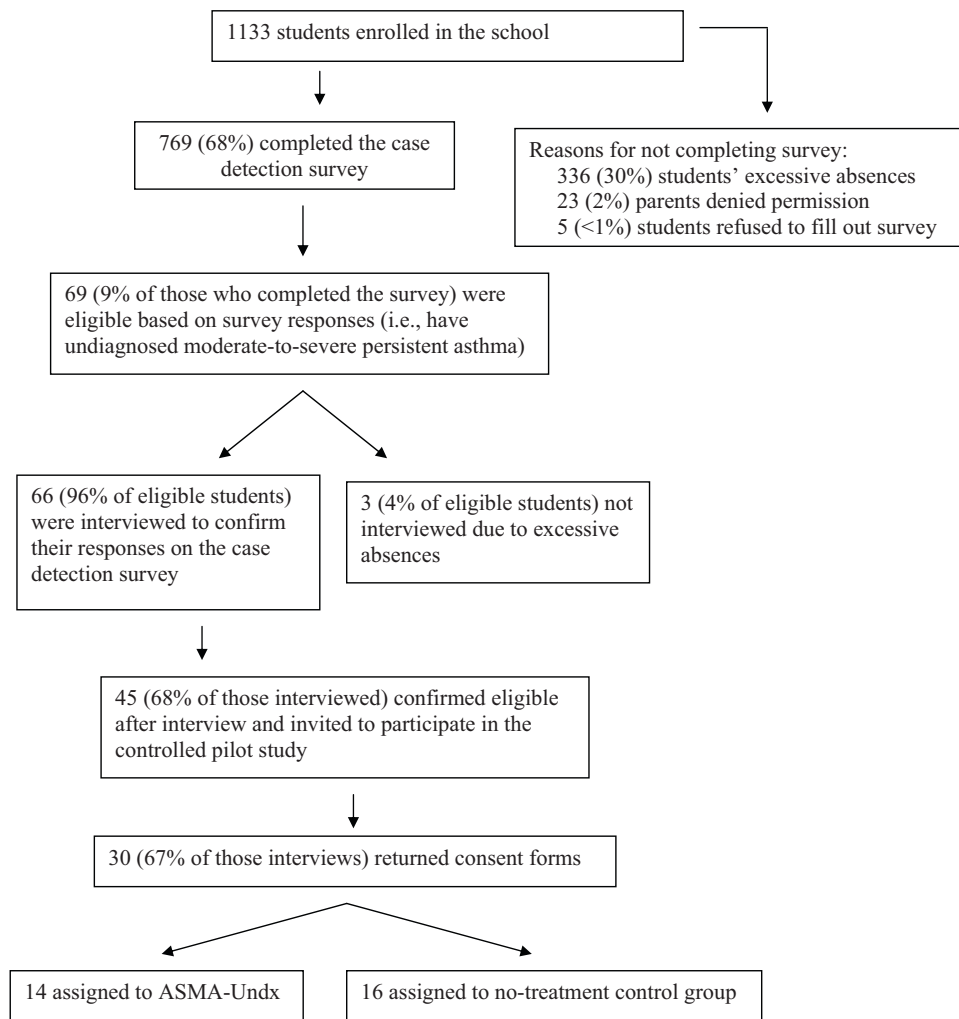 1133 students enrolled in the school
769 (68%) completed the case
detection survey
Reasons for not completing survey:
336 (30%) students’ excessive absences
23 (2%) parents denied permission
5 (<1%) students refused to fill out survey
69 (9% of those who completed the survey) were
eligible based on survey responses (i.e., have
undiagnosed moderate-to-severe persistent asthma)
66 (96% of eligible students)
were interviewed to confirm
their responses on the case
detection survey
3 (4% of eligible students) not
interviewed due to excessive
absences
45 (68% of those interviewed) confirmed eligible
after interview and invited to participate in the
controlled pilot study
30 (67% of those interviews) returned consent forms
14 assigned to ASMA-Undx
16 assigned to no-treatment control group